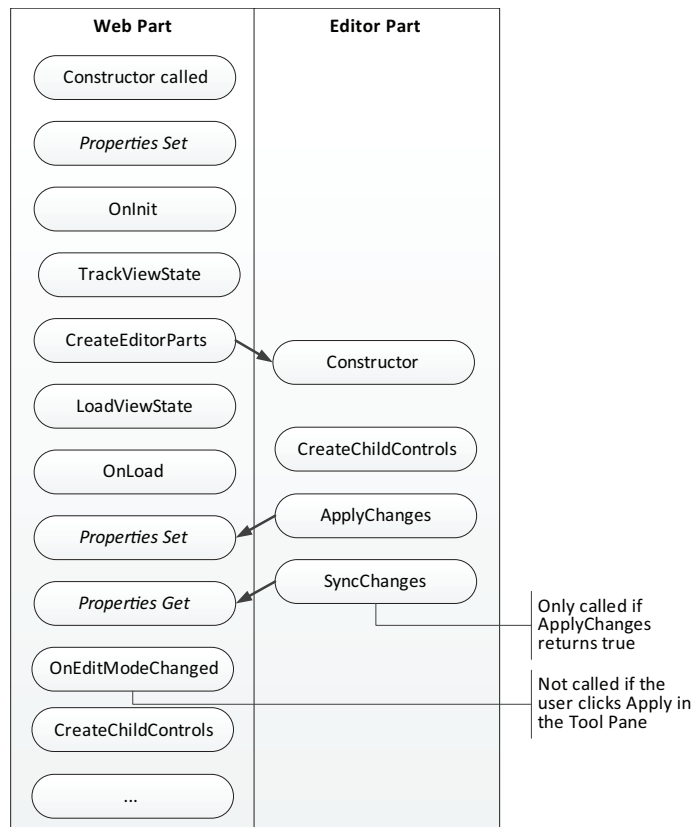 Web Part
Editor Part
Constructor called
Properties Set
OnInit
TrackViewState
CreateEditorParts
Constructor
LoadViewState
CreateChildControls
OnLoad
ApplyChanges
Properties Set
SyncChanges
Properties Get
Only called if
ApplyChanges
returns true
OnEditModeChanged
Not called if the
user clicks Apply in
the Tool Pane
CreateChildControls
...